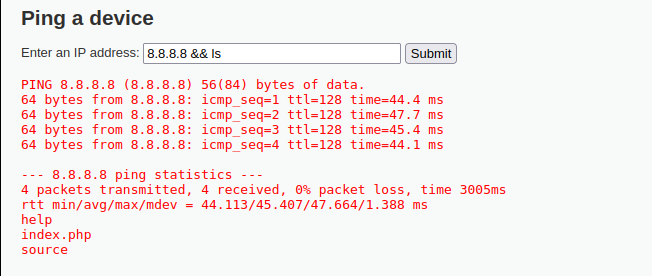 Ping a device
Enter an IP address: 8.8.8.8 && ls Submit
PING 8.8.8.8 (8.8.8.8) 56(84) bytes of data.
64 bytes from 8.8.8.8: icmp_seq=1 ttl=128 time=44.4 ms
64 bytes from 8.8.8.8: icmp_seq=2 ttl=128 time=47.7 ms
64 bytes from 8.8.8.8: icmp_seq=3 ttl=128 time=45.4 ms
64 bytes from 8.8.8.8: icmp_seq=4 ttl=128 time=44.1 ms
--- 8.8.8.8 ping statistics ---
4 packets transmitted, 4 received, 0% packet loss, time 3005ms
rtt min/avg/max/mdev = 44.113/45.407/47.664/1.388 ms
help
index.php
source